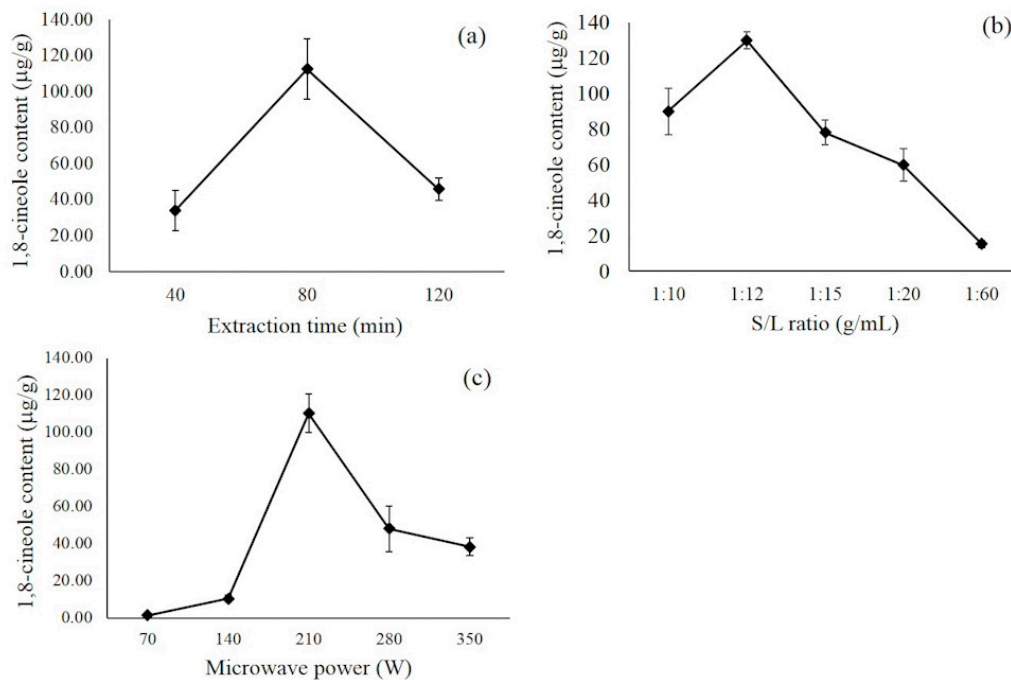 140.00
120.00
100.00
80.00
60.00
40.00
20.00
0.00
1,8-cineole content (µg/g)
(a)
40 80 120
Extraction time (min)
140
120
100
80
60
40
20
0
1,8-cineole content (µg/g)
(b)
1:10 1:12 1:15 1:20 1:60
S/L ratio (g/mL)
140.00
120.00
100.00
80.00
60.00
40.00
20.00
0.00
1,8-cineole content (µg/g)
(c)
70 140 210 280 350
Microwave power (W)